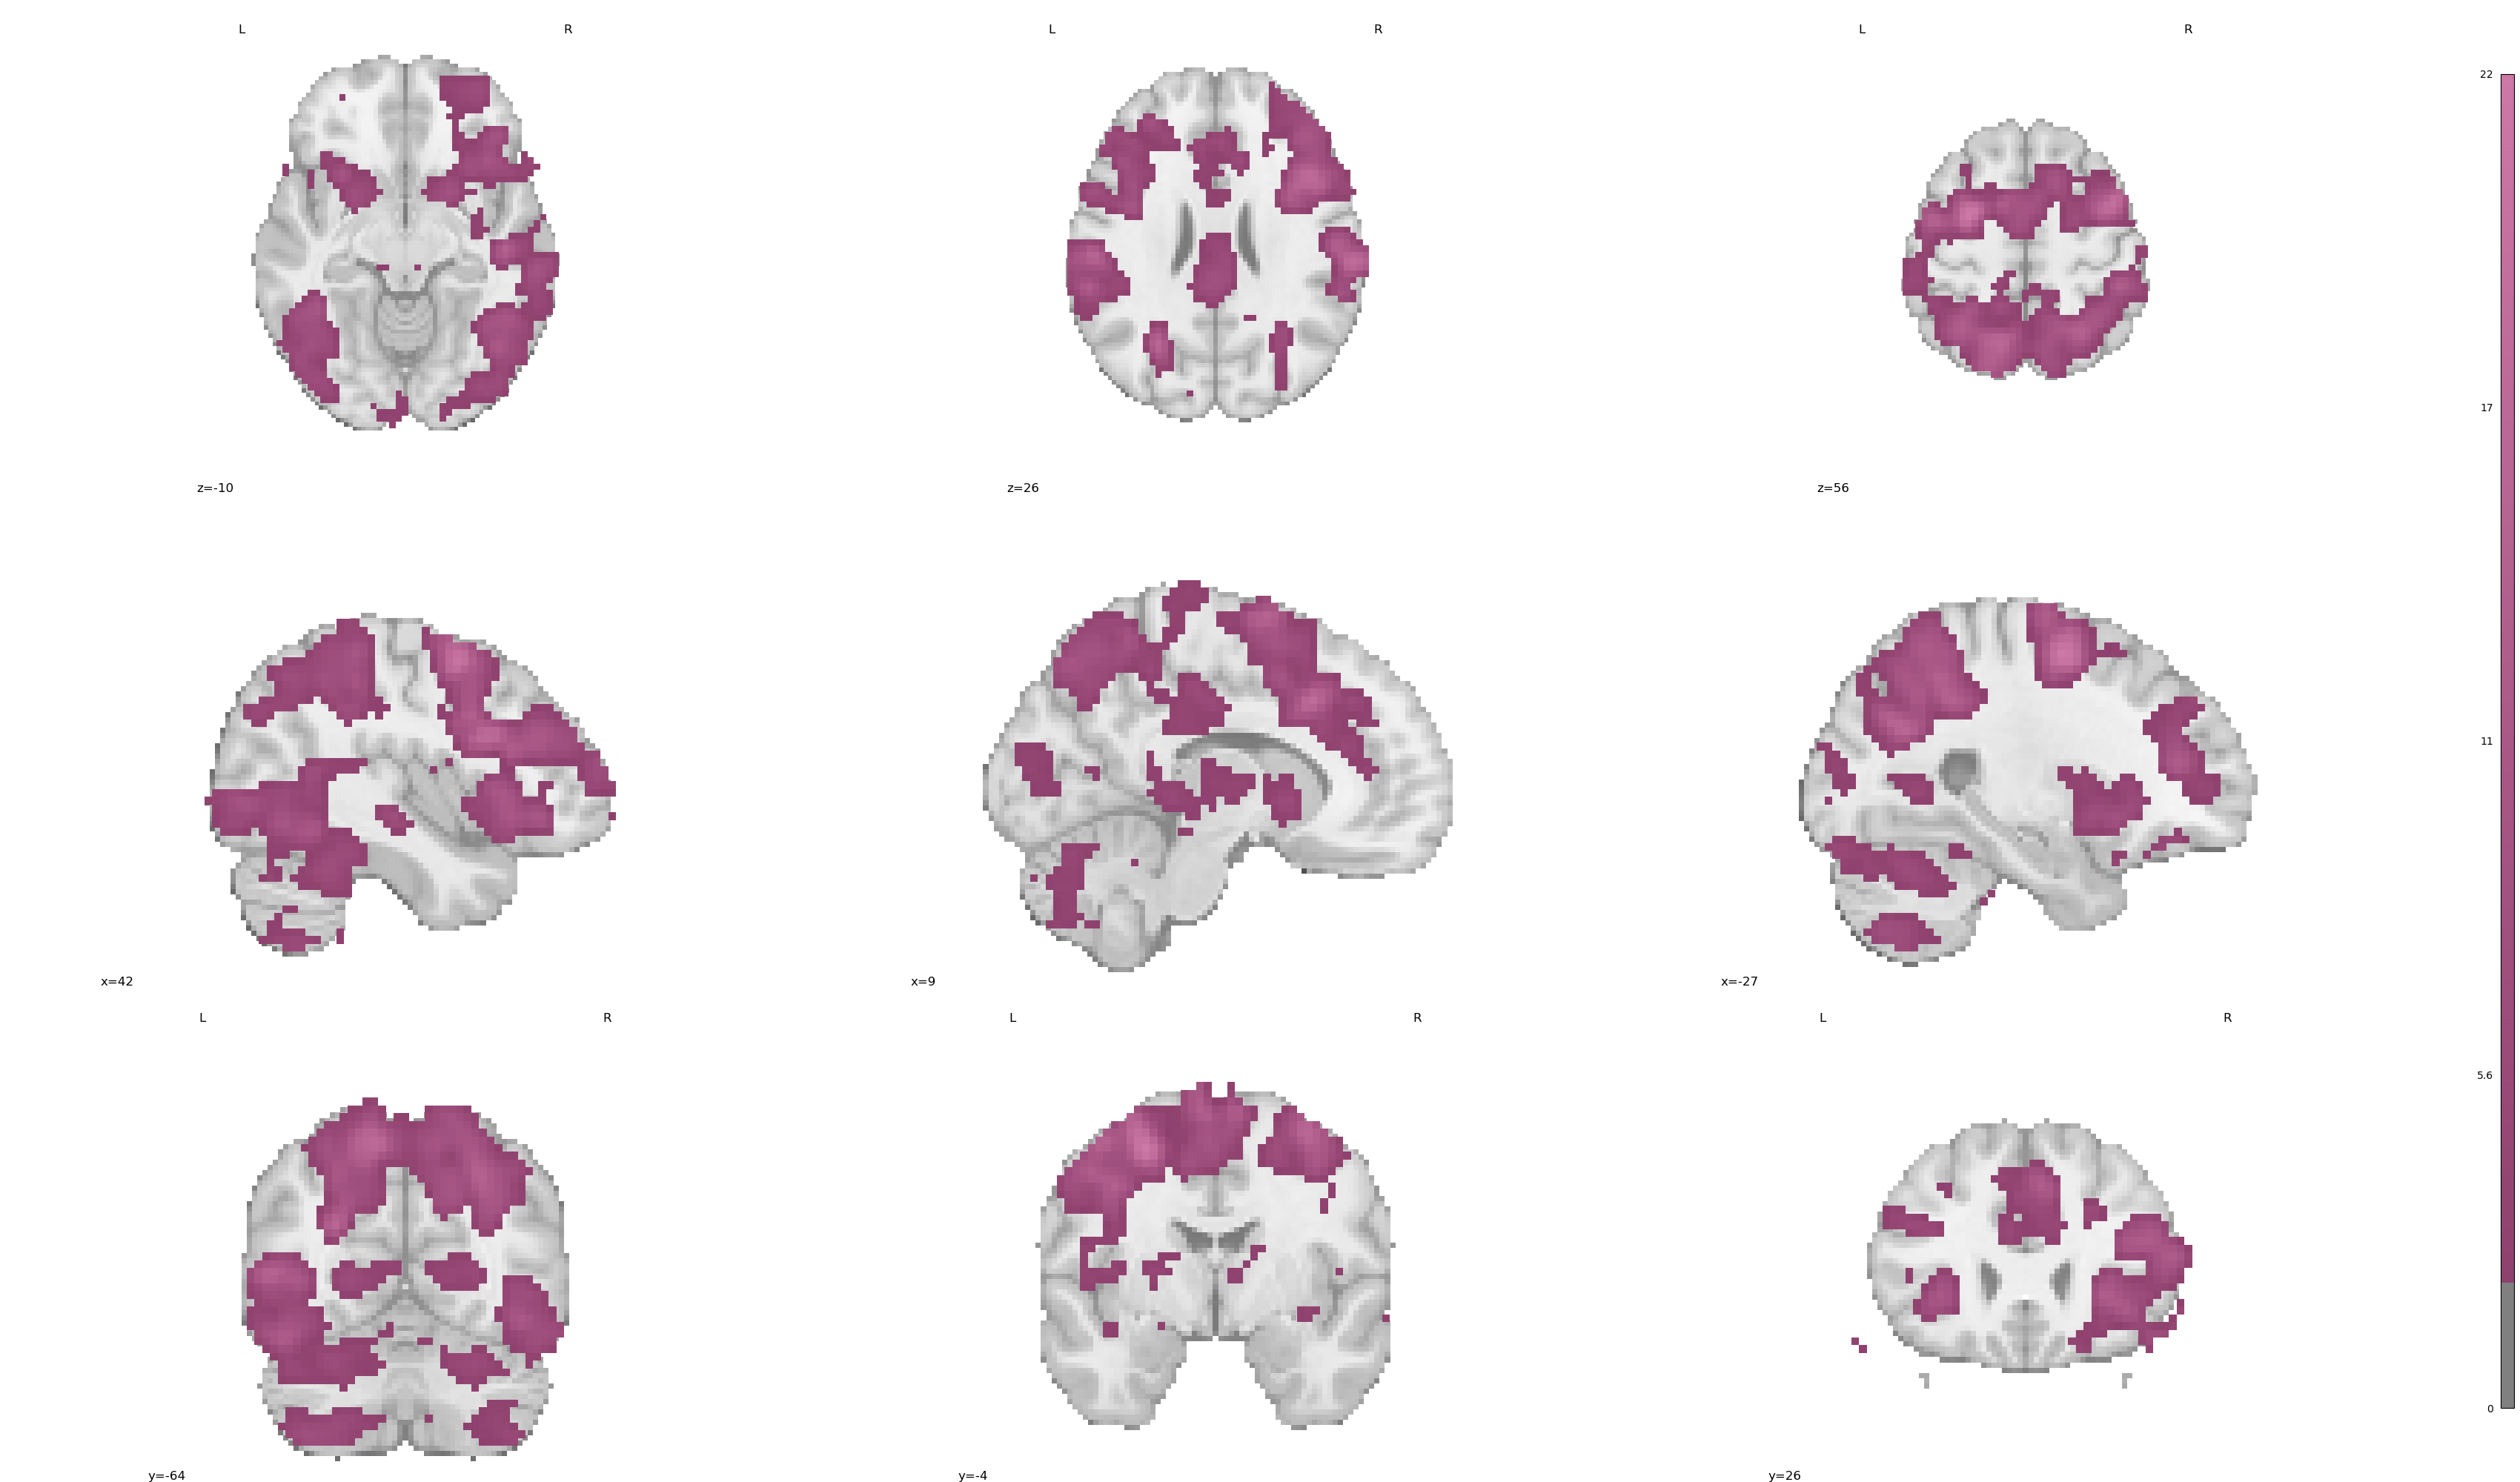 L R L R L R
22
17
11
5.6
0
z=-10 z=26 z=56
x=42 x=9 x=-27
L R L R L R
y=-64 y=-4 y=26